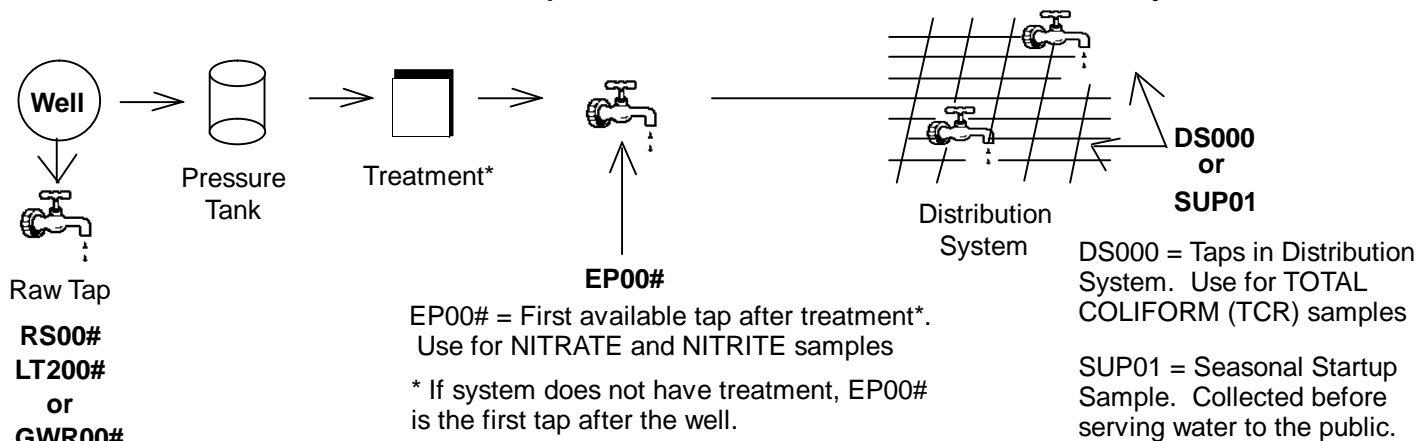 Well
Pressure
Tank
Treatment*
Raw Tap
RS00#
LT200#
or
GWR00#
EP00#
EP00# = First available tap after treatment*.
Use for NITRATE and NITRITE samples
* If system does not have treatment, EP00#
is the first tap after the well.
Distribution
System
DS000
or
SUP01
DS000 = Taps in Distribution
System. Use for TOTAL
COLIFORM (TCR) samples
SUP01 = Seasonal Startup
Sample. Collected before
serving water to the public.